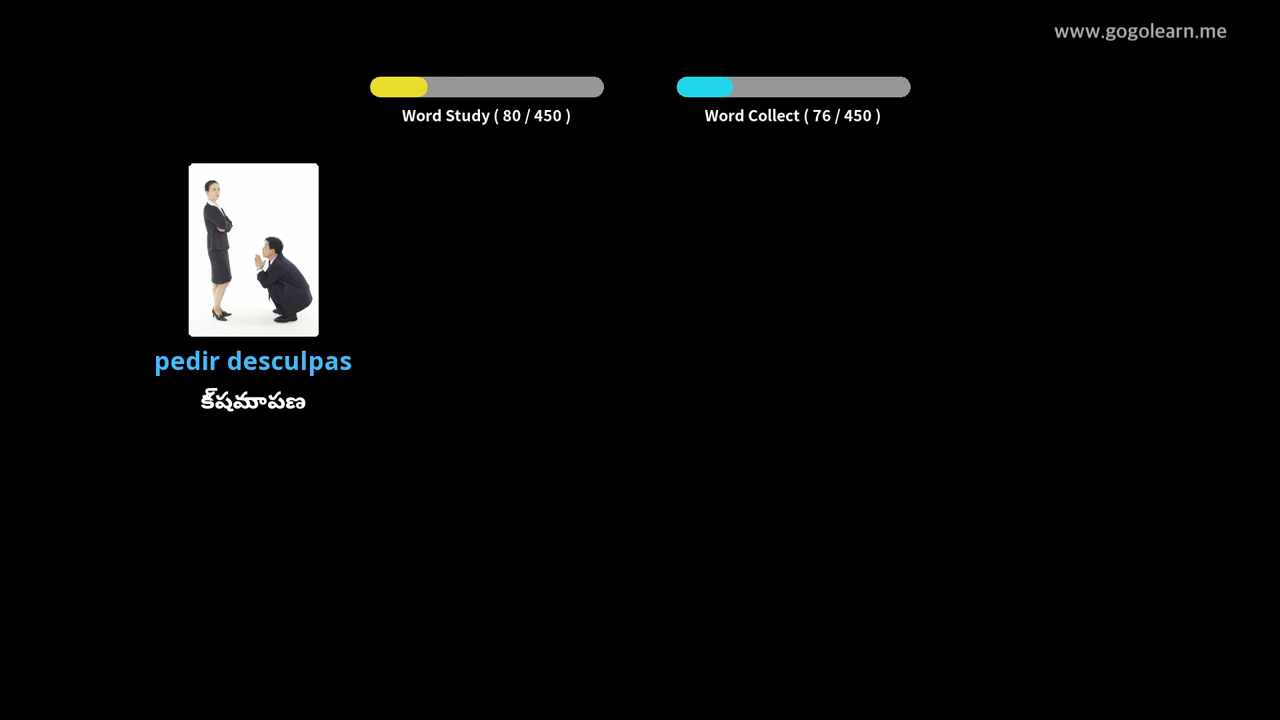 www.gogolearn.me
Word Study ( 80 / 450 )
Word Collect ( 76 / 450 )
pedir desculpas
క్షమాపణ